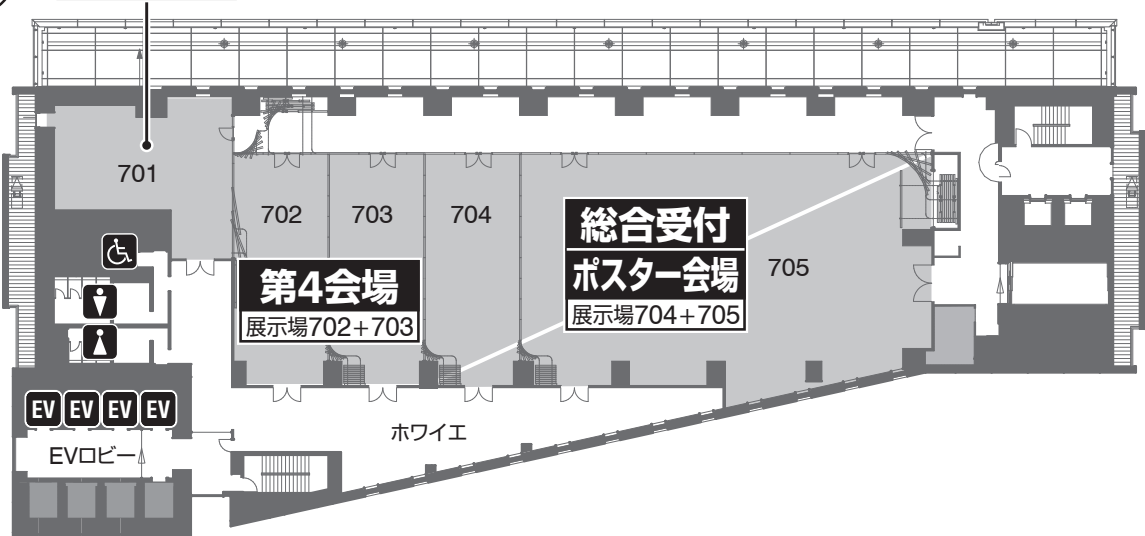 701
702
703
704
705
総合受付
ポスター会場
展示場704+705
第4会場
展示場702+703
EV EV EV EV
EVロビー
ホワイエ